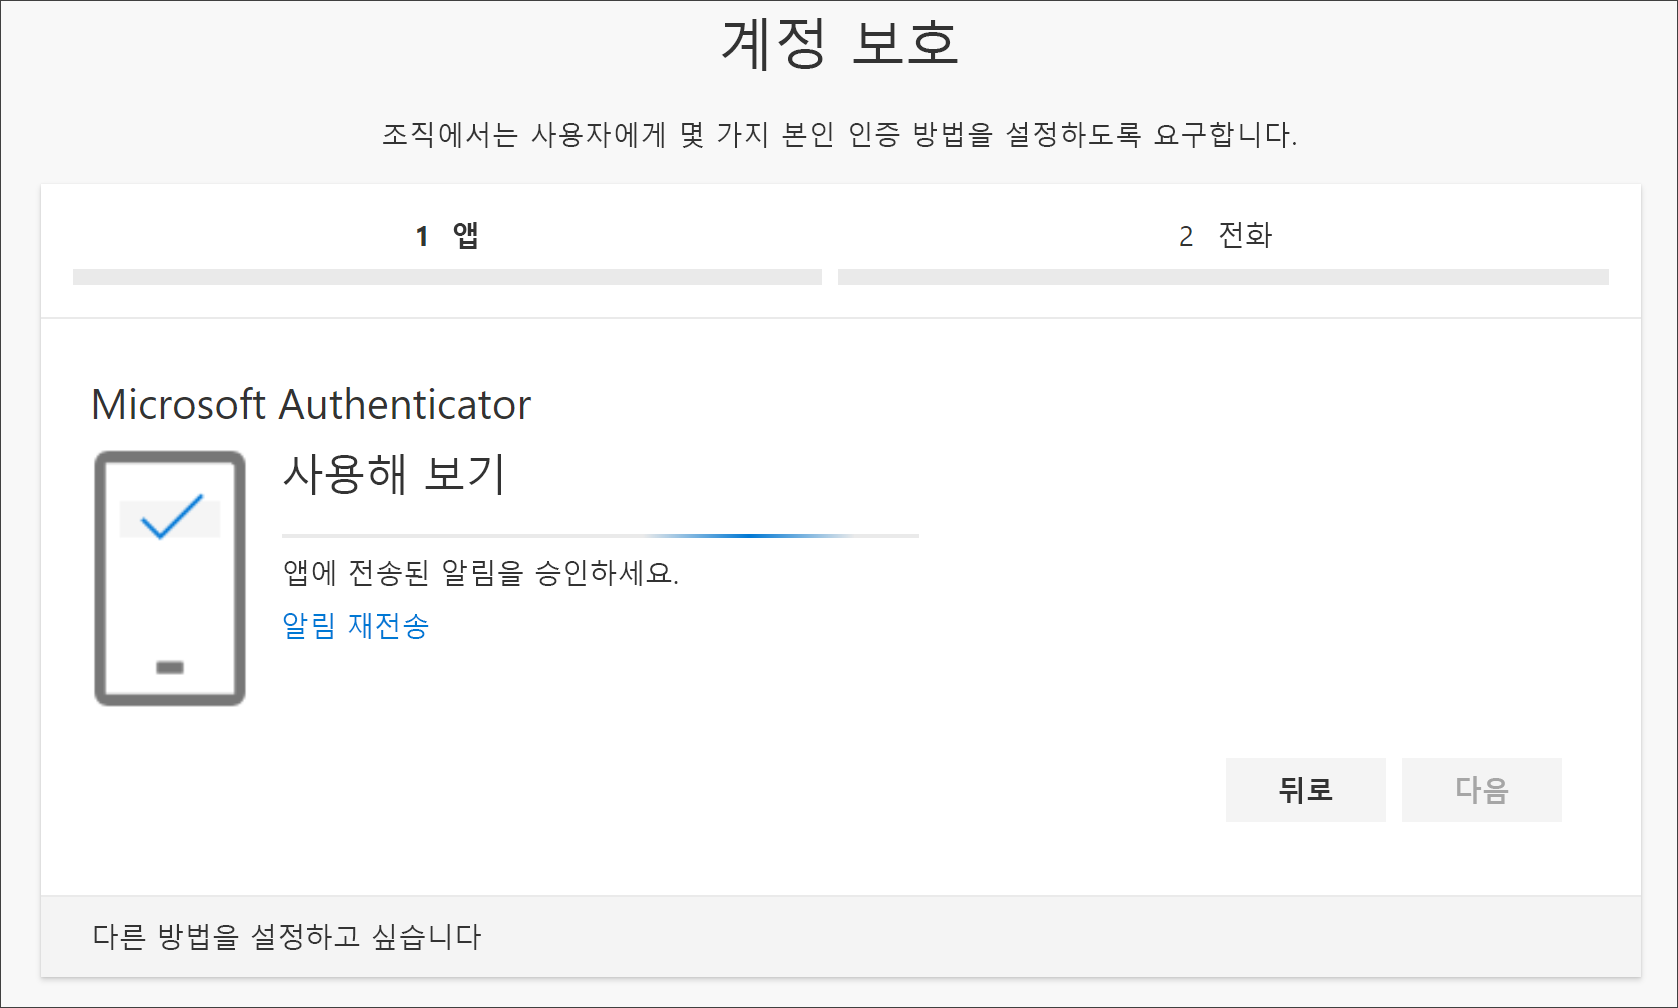 계정 보호
조직에서는 사용자에게 몇 가지 본인 인증 방법을 설정하도록 요구합니다.
1 앱
2 전화
Microsoft Authenticator
사용해 보기
앱에 전송된 알림을 승인하세요.
알림 재전송
뒤로
다음
다른 방법을 설정하고 싶습니다